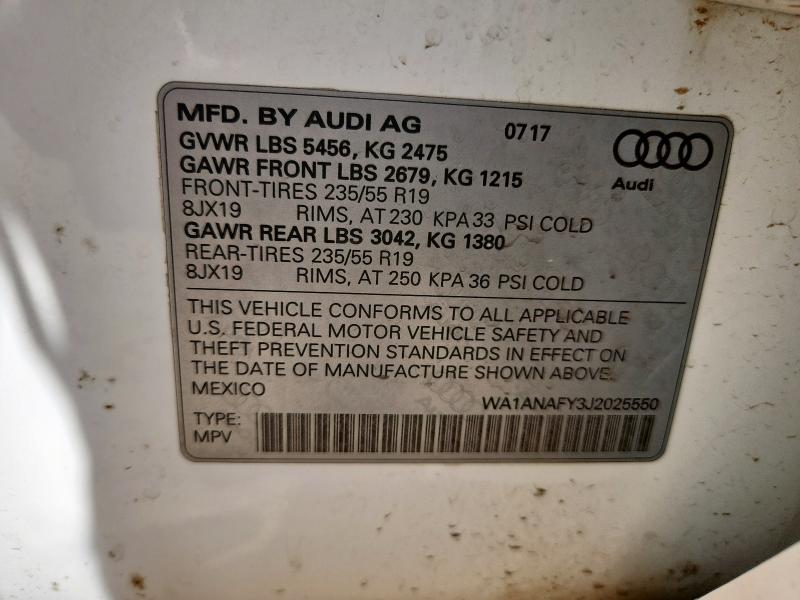 MFD. BY AUDI AG 0717
GVWR LBS 5456, KG 2475
GAWR FRONT LBS 2679, KG 1215
Audi
FRONT-TIRES 235/55 R19
8JX19 RIMS, AT 230 KPA 33 PSI COLD
GAWR REAR LBS 3042, KG 1380
REAR-TIRES 235/55 R19
8JX19 RIMS, AT 250 KPA 36 PSI COLD
THIS VEHICLE CONFORMS TO ALL APPLICABLE
U.S. FEDERAL MOTOR VEHICLE SAFETY AND
THEFT PREVENTION STANDARDS IN EFFECT ON
THE DATE OF MANUFACTURE SHOWN ABOVE.
MEXICO
WA1ANAFY3J2025550
TYPE:
MPV